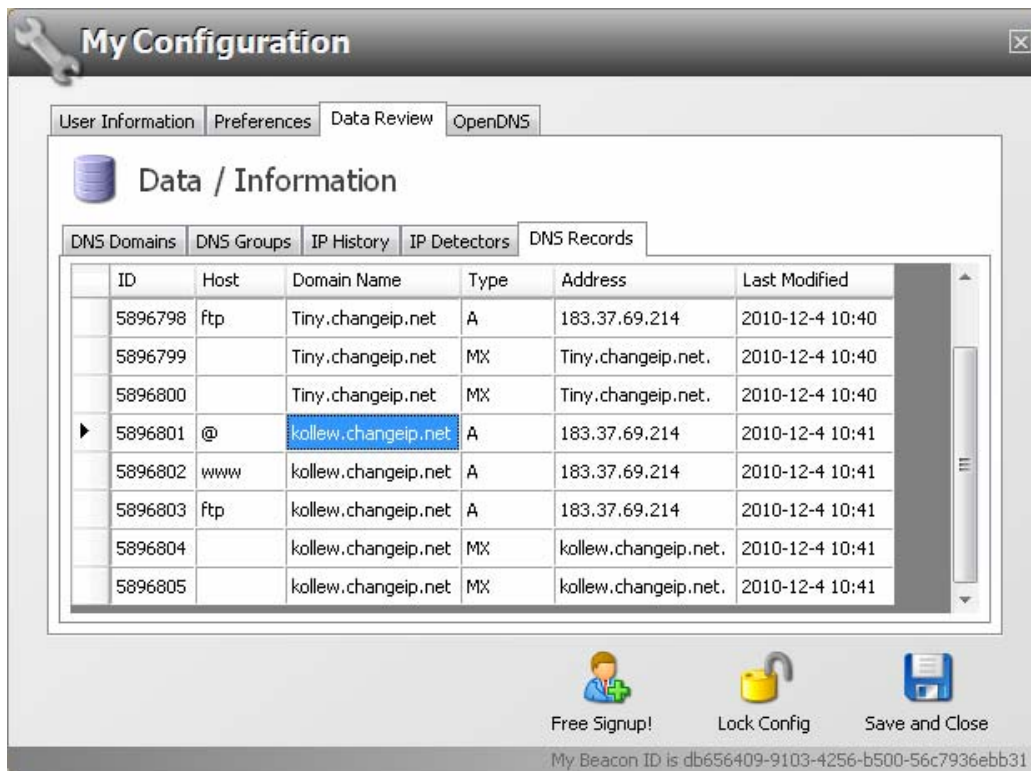 My Configuration
User Information Preferences Data Review OpenDNS
Data / Information
DNS Domains DNS Groups IP History IP Detectors DNS Records
ID Host Domain Name Type Address Last Modified
5896798 ftp Tiny.changeip.net A 183.37.69.214 2010-12-4 10:40
5896799 Tiny.changeip.net MX Tiny.changeip.net. 2010-12-4 10:40
5896800 Tiny.changeip.net MX Tiny.changeip.net. 2010-12-4 10:40
5896801 @ kollew.changeip.net A 183.37.69.214 2010-12-4 10:41
5896802 www kollew.changeip.net A 183.37.69.214 2010-12-4 10:41
5896803 ftp kollew.changeip.net A 183.37.69.214 2010-12-4 10:41
5896804 kollew.changeip.net MX kollew.changeip.net. 2010-12-4 10:41
5896805 kollew.changeip.net MX kollew.changeip.net. 2010-12-4 10:41
Free Signup! Lock Config Save and Close
My Beacon ID is db656409-9103-4256-b500-56c7936ebb31